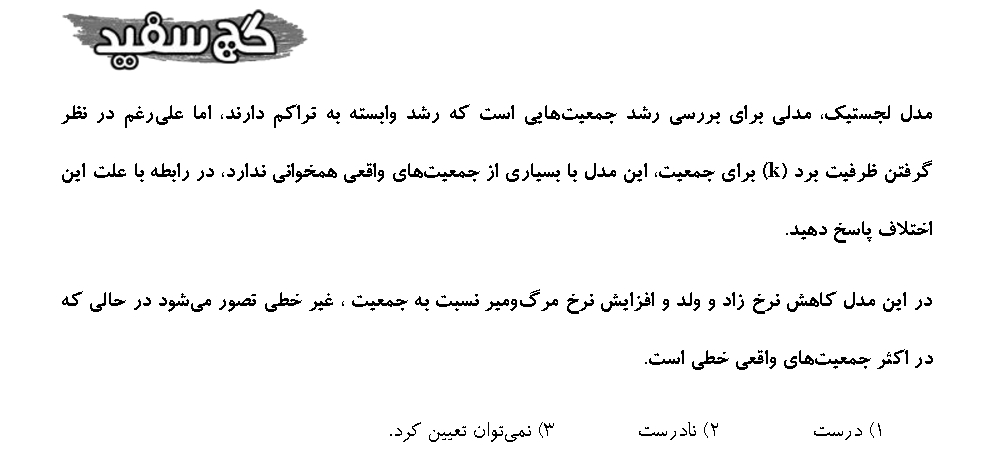 گچ سفید
مدل لجستیک، مدلی برای بررسی رشد جمعیت‌هایی است که رشد وابسته به تراکم دارند، اما علی‌رغم در نظر
گرفتن ظرفیت برد (k) برای جمعیت، این مدل با بسیاری از جمعیت‌های واقعی همخوانی ندارد، در رابطه با علت این
اختلاف پاسخ دهید.
در این مدل کاهش نرخ زاد و ولد و افزایش نرخ مرگ‌ومیر نسبت به جمعیت ، غیر خطی تصور می‌شود در حالی که
در اکثر جمعیت‌های واقعی خطی است.
۱) درست ۲) نادرست ۳) نمی‌توان تعیین کرد.